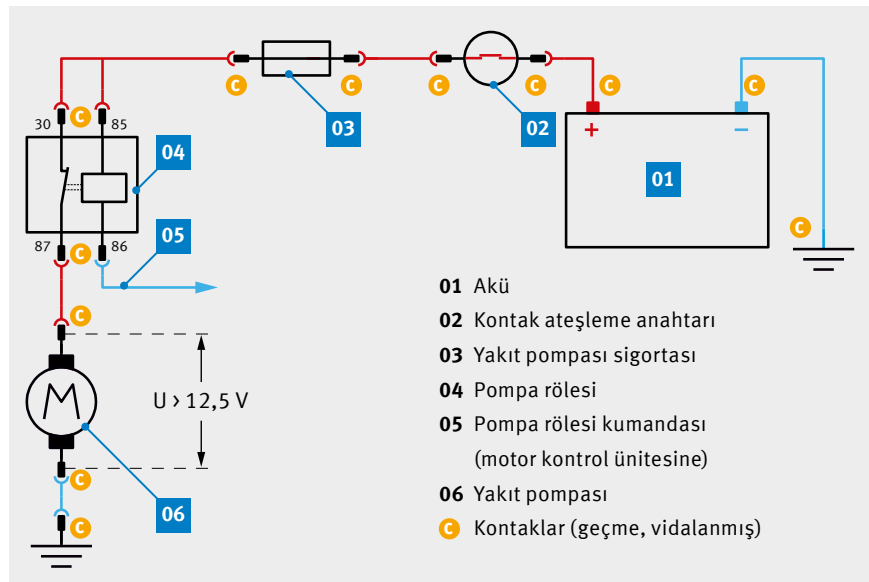 C C C C C C
03 02
30 C 85
+ −
04 01
87 C 86 05 C
C
M U > 12,5 V
C
06
C
01 Akü
02 Kontak ateşleme anahtarı
03 Yakıt pompası sigortası
04 Pompa rölesi
05 Pompa rölesi kumandası
(motor kontrol ünitesine)
06 Yakıt pompası
C Kontaklar (geçme, vidalanmış)